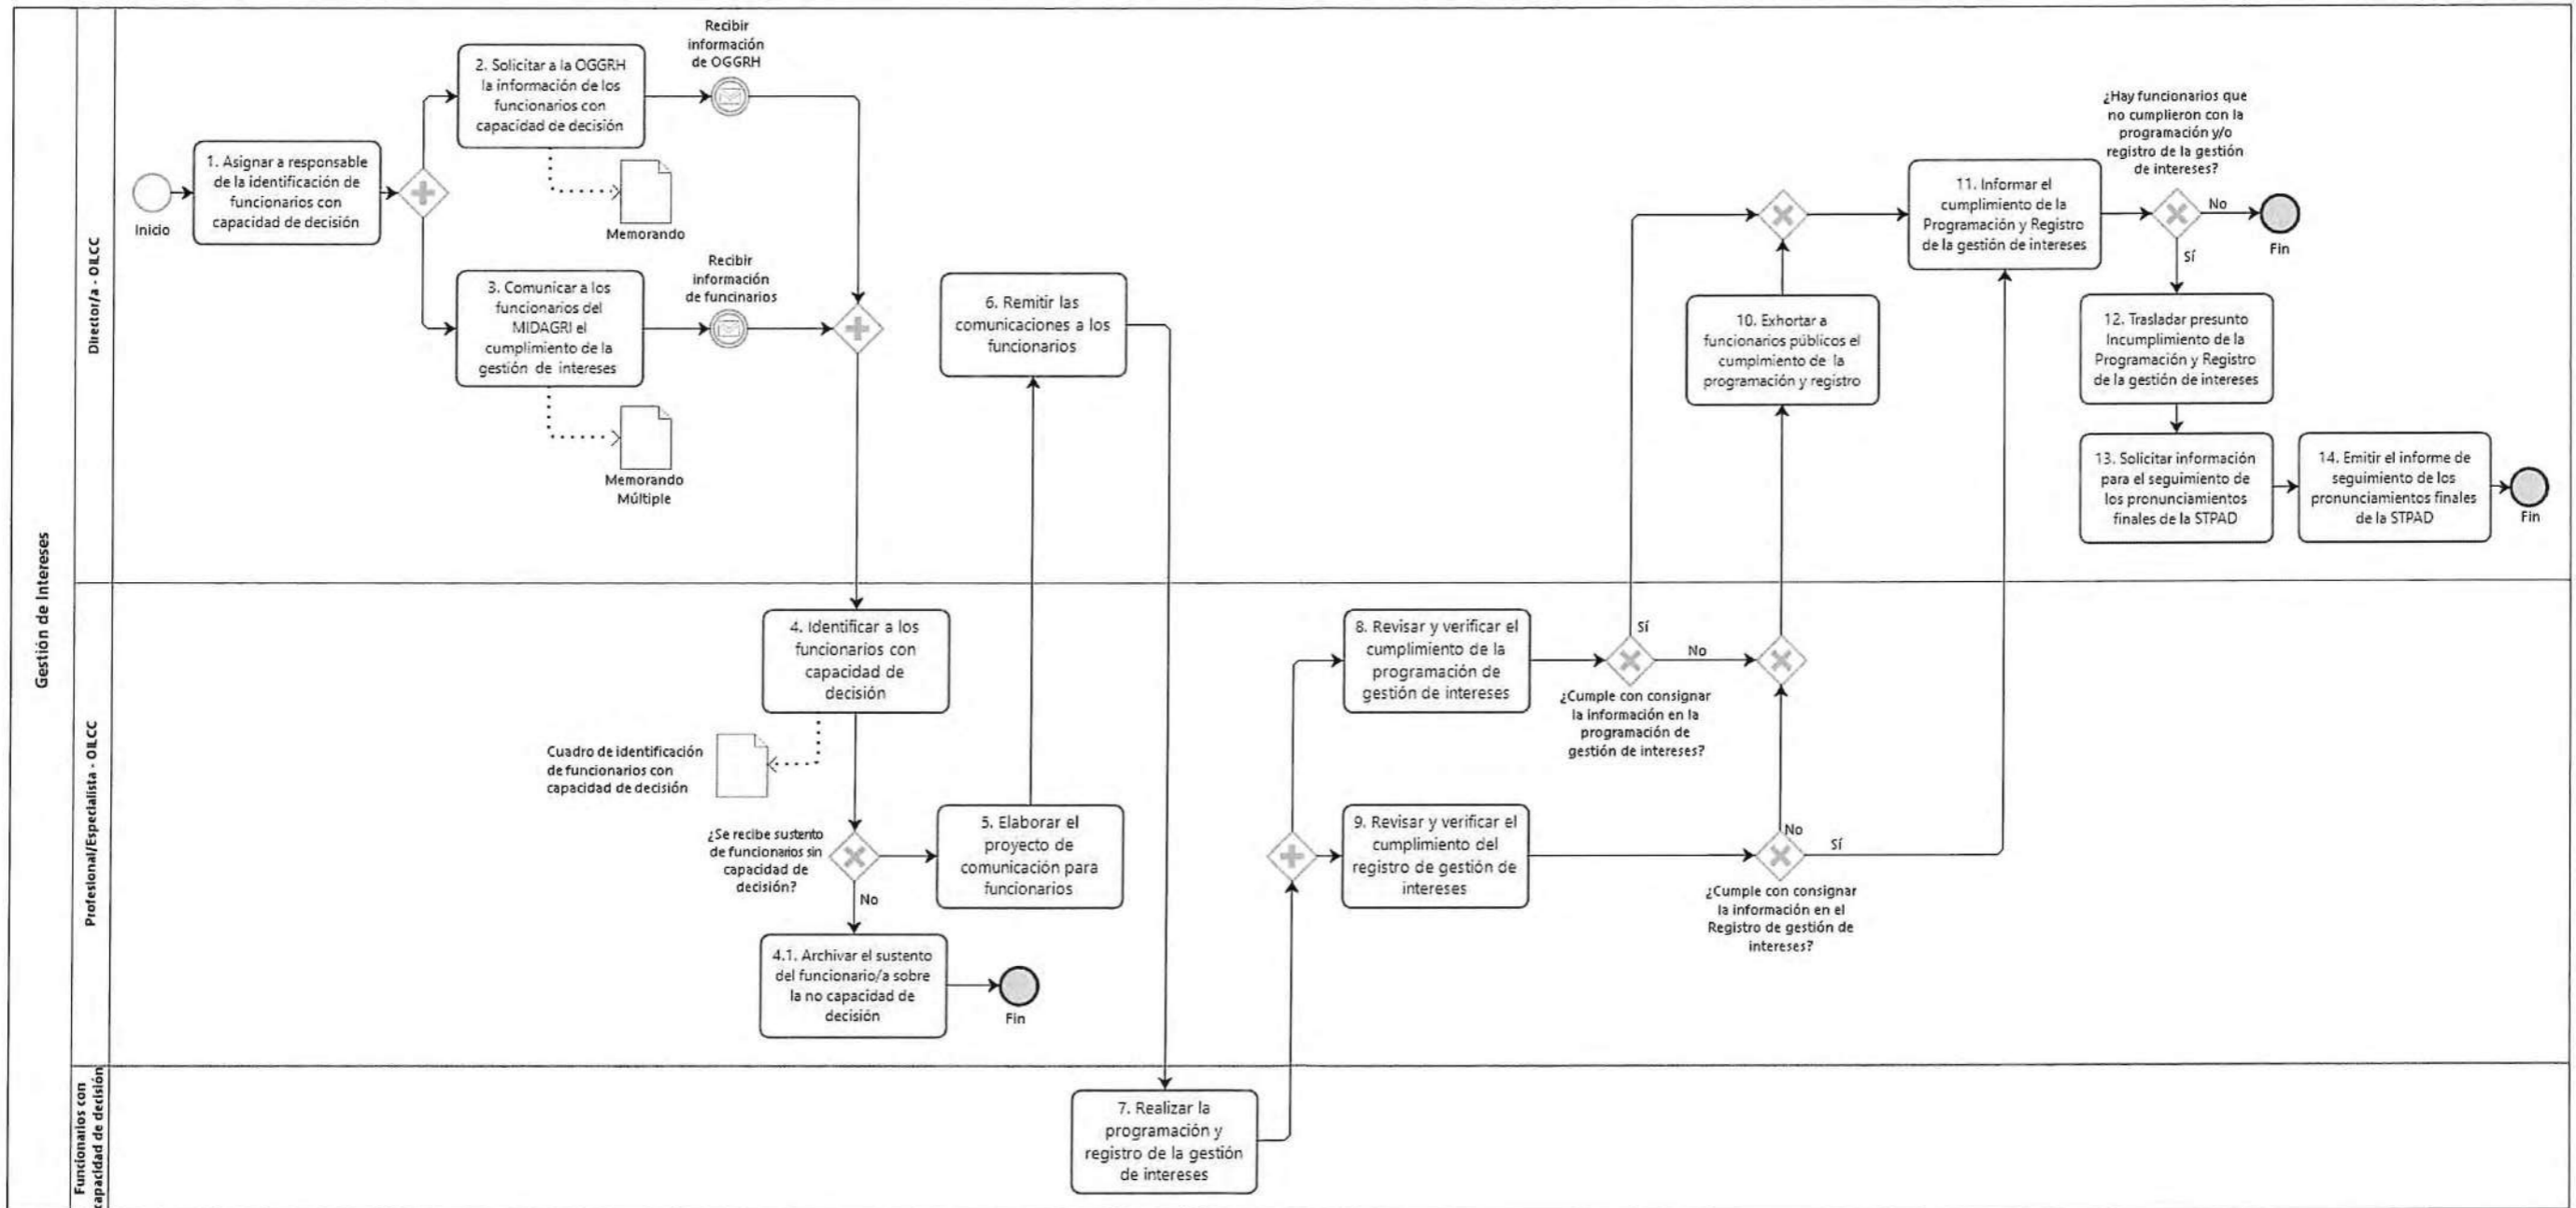 Gestión de Intereses
Director/a - OILCC
Inicio
1. Asignar a responsable
de la identificación de
funcionarios con
capacidad de decisión
2. Solicitar a la OGGRH
la información de los
funcionarios con
capacidad de decisión
Memorando
Recibir
información
de OGGRH
3. Comunicar a los
funcionarios del
MIDAGRI el
cumplimiento de la
gestión de intereses
Memorando
Múltiple
Recibir
información
de funcinarios
6. Remitir las
comunicaciones a los
funcionarios
10. Exhortar a
funcionarios públicos el
cumplmiento de la
programación y registro
11. Informar el
cumplimiento de la
Programación y Registro
de la gestión de intereses
¿Hay funcionarios que
no cumplieron con la
programación y/o
registro de la gestión
de intereses?
No
Fin
Sí
12. Trasladar presunto
Incumplimiento de la
Programación y Registro
de la gestión de intereses
13. Solicitar información
para el seguimiento de
los pronunciamientos
finales de la STPAD
14. Emitir el informe de
seguimiento de los
pronunciamientos finales
de la STPAD
Fin
Profesional/Especialista - OILCC
4. Identificar a los
funcionarios con
capacidad de
decisión
Cuadro de identificación
de funcionarios con
capacidad de decisión
¿Se recibe sustento
de funcionarios sin
capacidad de
decisión?
No
5. Elaborar el
proyecto de
comunicación para
funcionarios
4.1. Archivar el sustento
del funcionario/a sobre
la no capacidad de
decisión
Fin
8. Revisar y verificar el
cumplimiento de la
programación de
gestión de intereses
Sí
No
¿Cumple con consignar
la información en la
programación de
gestión de intereses?
9. Revisar y verificar el
cumplimiento del
registro de gestión de
intereses
No
Sí
¿Cumple con consignar
la información en el
Registro de gestión de
intereses?
Funcionarios con
capacidad de decisión
7. Realizar la
programación y
registro de la gestión
de intereses